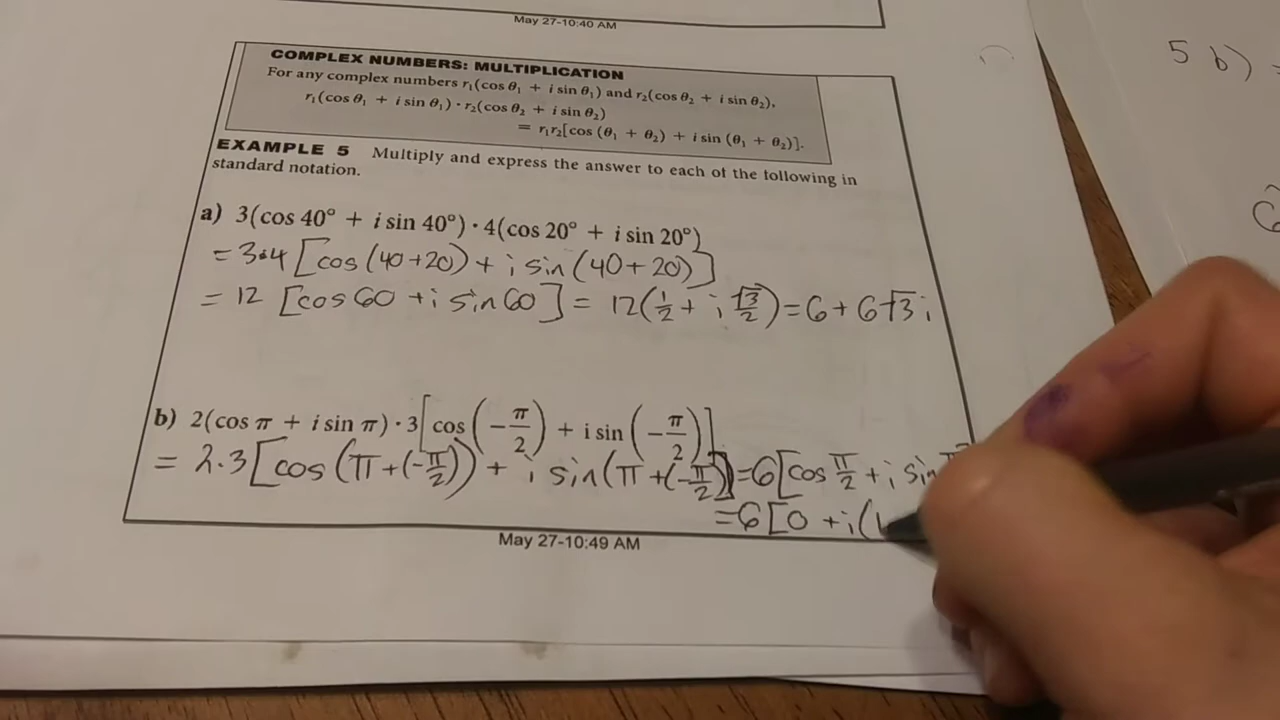 May 27-10:40 AM
COMPLEX NUMBERS: MULTIPLICATION
For any complex numbers r₁(cos θ₁ + i sin θ₁) and r₂(cos θ₂ + i sin θ₂),
r₁(cos θ₁ + i sin θ₁) · r₂(cos θ₂ + i sin θ₂)
= r₁r₂[cos (θ₁ + θ₂) + i sin (θ₁ + θ₂)].
EXAMPLE 5 Multiply and express the answer to each of the following in
standard notation.
a) 3(cos 40° + i sin 40°) · 4(cos 20° + i sin 20°)
= 3·4 [cos (40+20) + i sin (40+20)]
= 12 [cos 60 + i sin 60] = 12(1/2 + i √3/2) = 6 + 6√3 i
b) 2(cos π + i sin π) · 3[cos (−π/2) + i sin (−π/2)]
= 2·3 [cos (π+(-π/2)) + i sin (π+(-π/2))] = 6[cos π/2 + i sin
= 6 [0 + i(1
May 27-10:49 AM
5 b) =